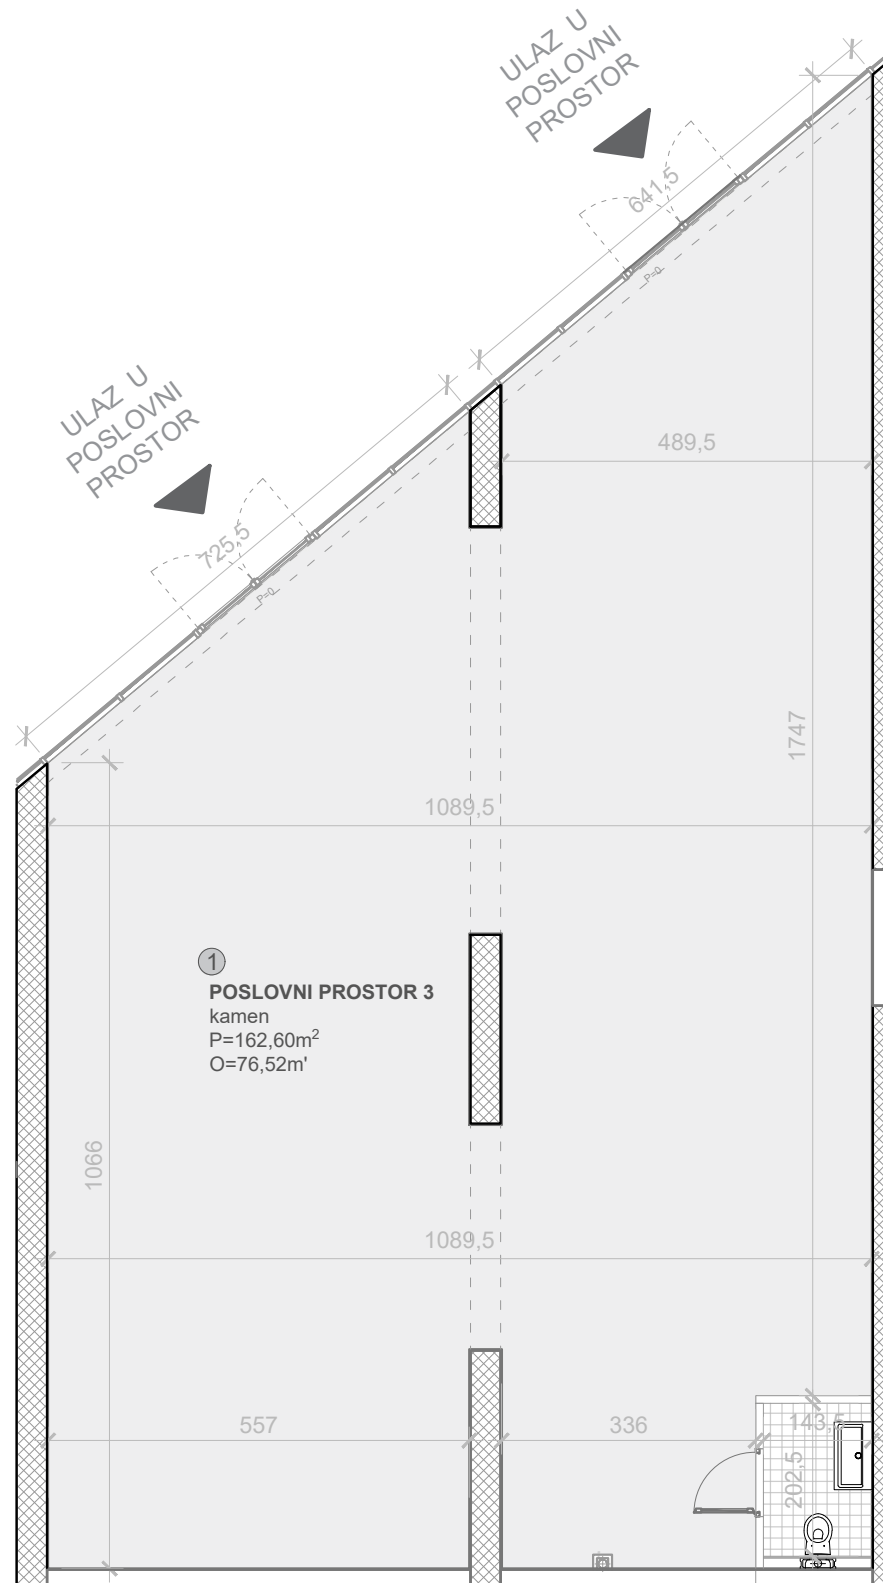 ULAZ U
POSLOVNI
PROSTOR
641,5
P=0
ULAZ U
POSLOVNI
PROSTOR
489,5
725,5
P=0
1747
1089,5
1
POSLOVNI PROSTOR 3
kamen
P=162,60m²
O=76,52m'
1066
1089,5
557
336
143,5
202,5